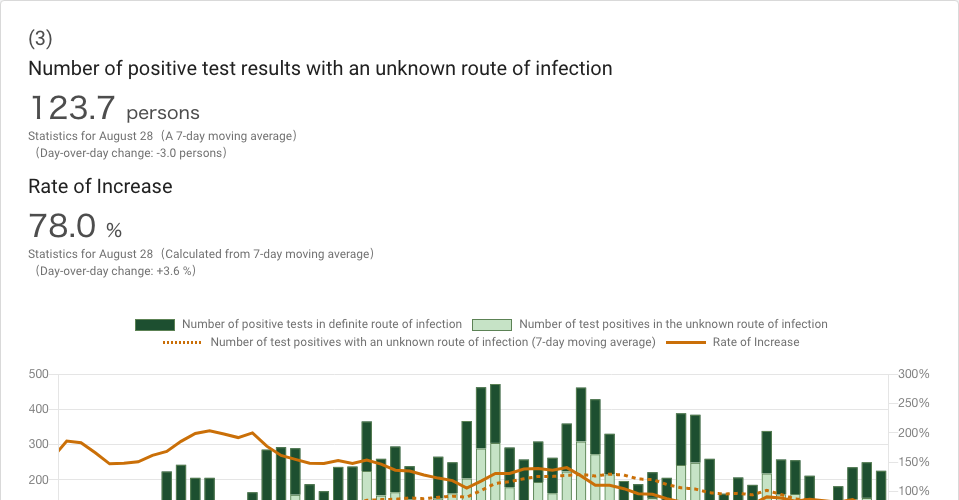 (3)
Number of positive test results with an unknown route of infection
123.7 persons
Statistics for August 28 (A 7-day moving average)
(Day-over-day change: -3.0 persons)
Rate of Increase
78.0 %
Statistics for August 28 (Calculated from 7-day moving average)
(Day-over-day change: +3.6 %)
Number of positive tests in definite route of infection Number of test positives in the unknown route of infection
Number of test positives with an unknown route of infection (7-day moving average) Rate of Increase
500 300%
250%
400
200%
300
150%
200
100%